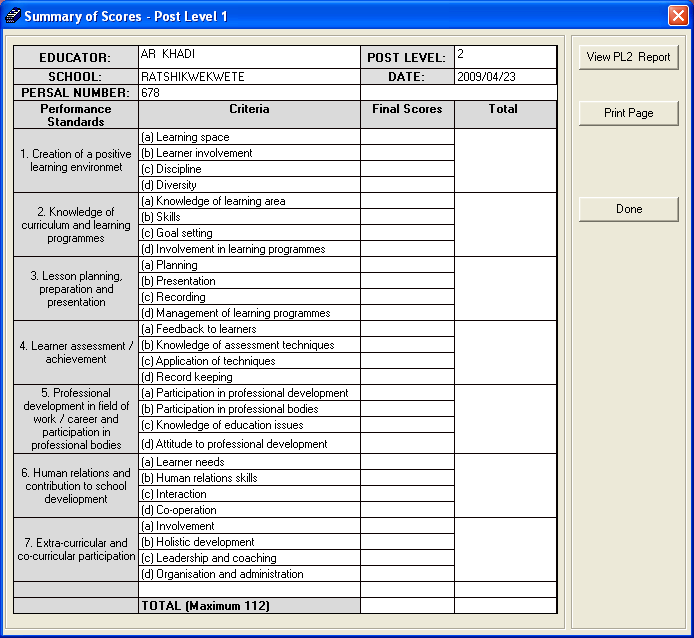 Summary of Scores - Post Level 1
EDUCATOR: AR KHADI POST LEVEL: 2
SCHOOL: RATSHIKWEKWETE DATE: 2009/04/23
PERSAL NUMBER: 678
Performance Standards Criteria Final Scores Total
1. Creation of a positive
learning environmet
(a) Learning space
(b) Learner involvement
(c) Discipline
(d) Diversity
2. Knowledge of
curriculum and learning
programmes
(a) Knowledge of learning area
(b) Skills
(c) Goal setting
(d) Involvement in learning programmes
3. Lesson planning,
preparation and
presentation
(a) Planning
(b) Presentation
(c) Recording
(d) Management of learning programmes
4. Learner assessment /
achievement
(a) Feedback to learners
(b) Knowledge of assessment techniques
(c) Application of techniques
(d) Record keeping
5. Professional
development in field of
work / career and
participation in
professional bodies
(a) Participation in professional development
(b) Participation in professional bodies
(c) Knowledge of education issues
(d) Attitude to professional development
6. Human relations and
contribution to school
development
(a) Learner needs
(b) Human relations skills
(c) Interaction
(d) Co-operation
7. Extra-curricular and
co-curricular participation
(a) Involvement
(b) Holistic development
(c) Leadership and coaching
(d) Organisation and administration
TOTAL (Maximum 112)
View PL2 Report
Print Page
Done